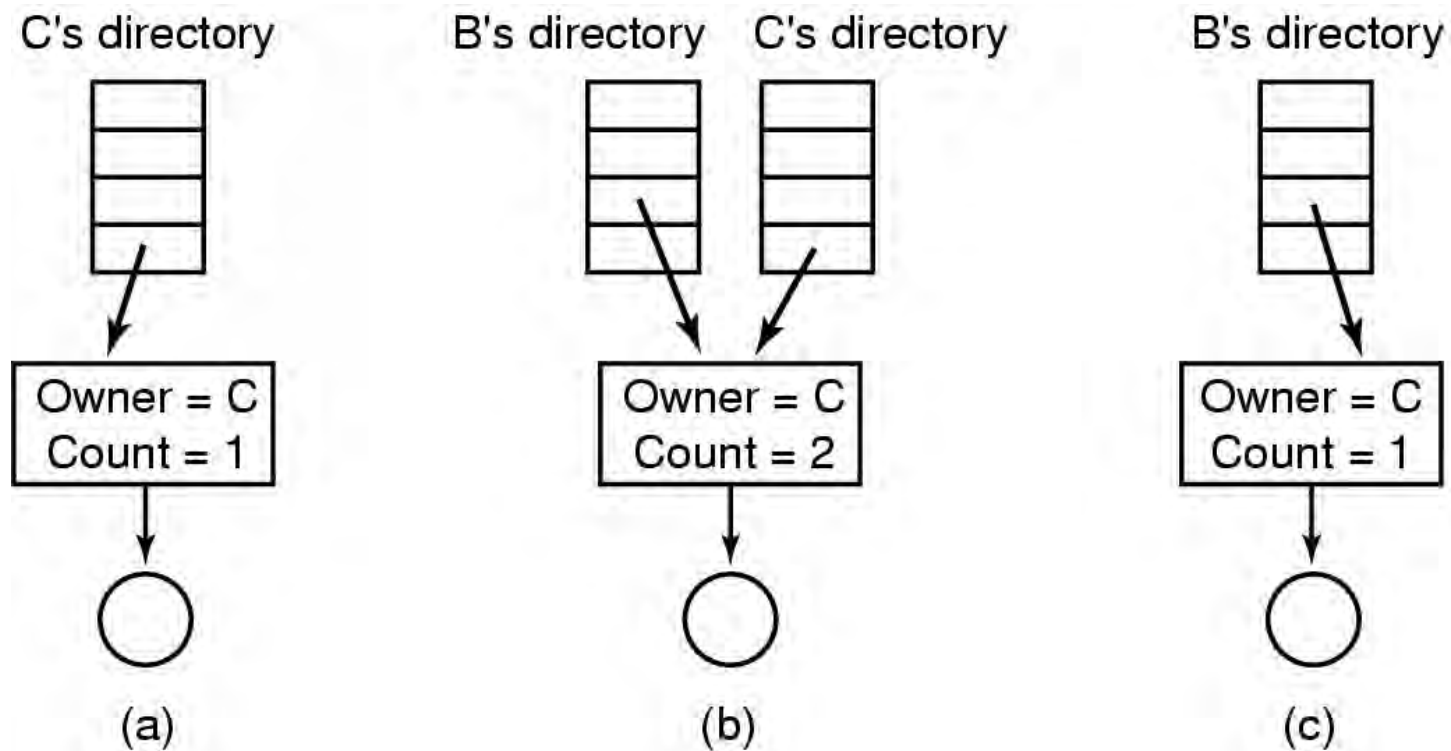 C's directory
B's directory
C's directory
B's directory
Owner = C
Count = 1
Owner = C
Count = 2
Owner = C
Count = 1
(a)
(b)
(c)